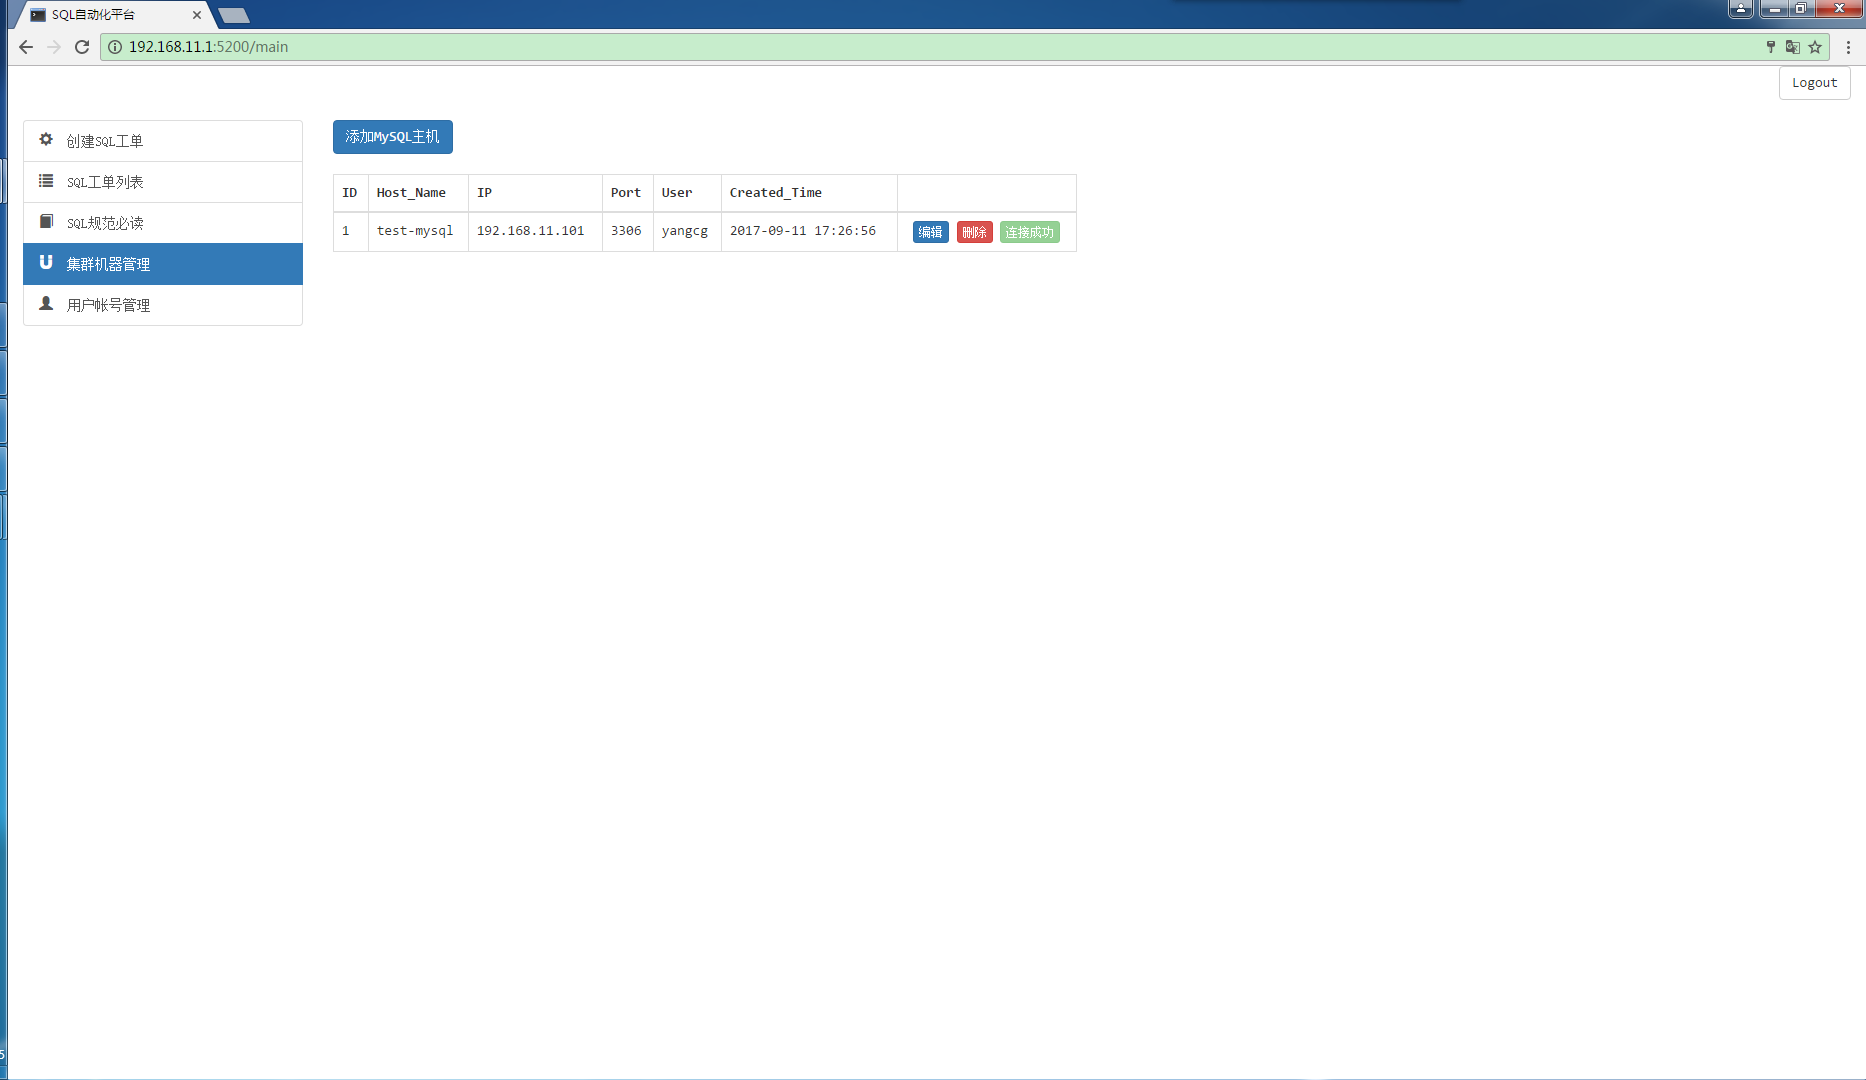 SQL自动化平台
192.168.11.1:5200/main
Logout
创建SQL工单
SQL工单列表
SQL规范必读
集群机器管理
用户帐号管理
添加MySQL主机
ID Host_Name IP Port User Created_Time
1 test-mysql 192.168.11.101 3306 yangcg 2017-09-11 17:26:56 编辑 删除 连接成功
5